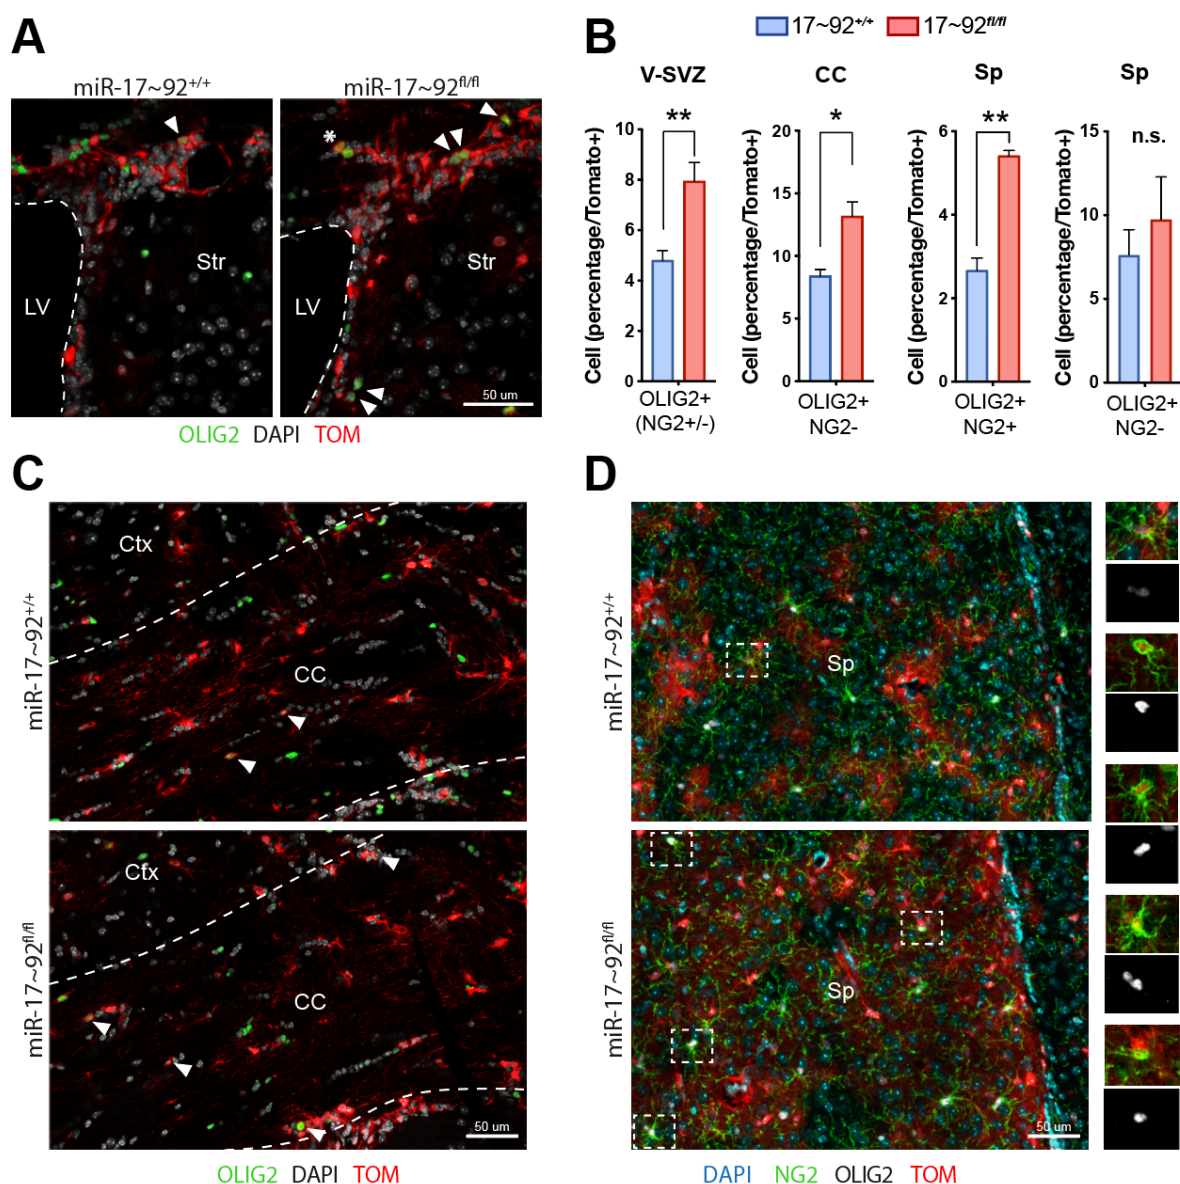 A
miR-17~92+/+
miR-17~92fl/fl
*
Str
LV
Str
LV
50 um
OLIG2 DAPI TOM
B
17~92+/+ 17~92fl/fl
V-SVZ
**
Cell (percentage/Tomato+)
10
8
6
4
2
0
OLIG2+
(NG2+/-)
CC
*
Cell (percentage/Tomato+)
20
15
10
5
0
OLIG2+
NG2-
Sp
**
Cell (percentage/Tomato+)
6
4
2
0
OLIG2+
NG2+
Sp
n.s.
Cell (percentage/Tomato+)
15
10
5
0
OLIG2+
NG2-
C
miR-17~92+/+
Ctx
CC
miR-17~92fl/fl
Ctx
CC
50 um
OLIG2 DAPI TOM
D
miR-17~92+/+
Sp
miR-17~92fl/fl
Sp
50 um
DAPI NG2 OLIG2 TOM